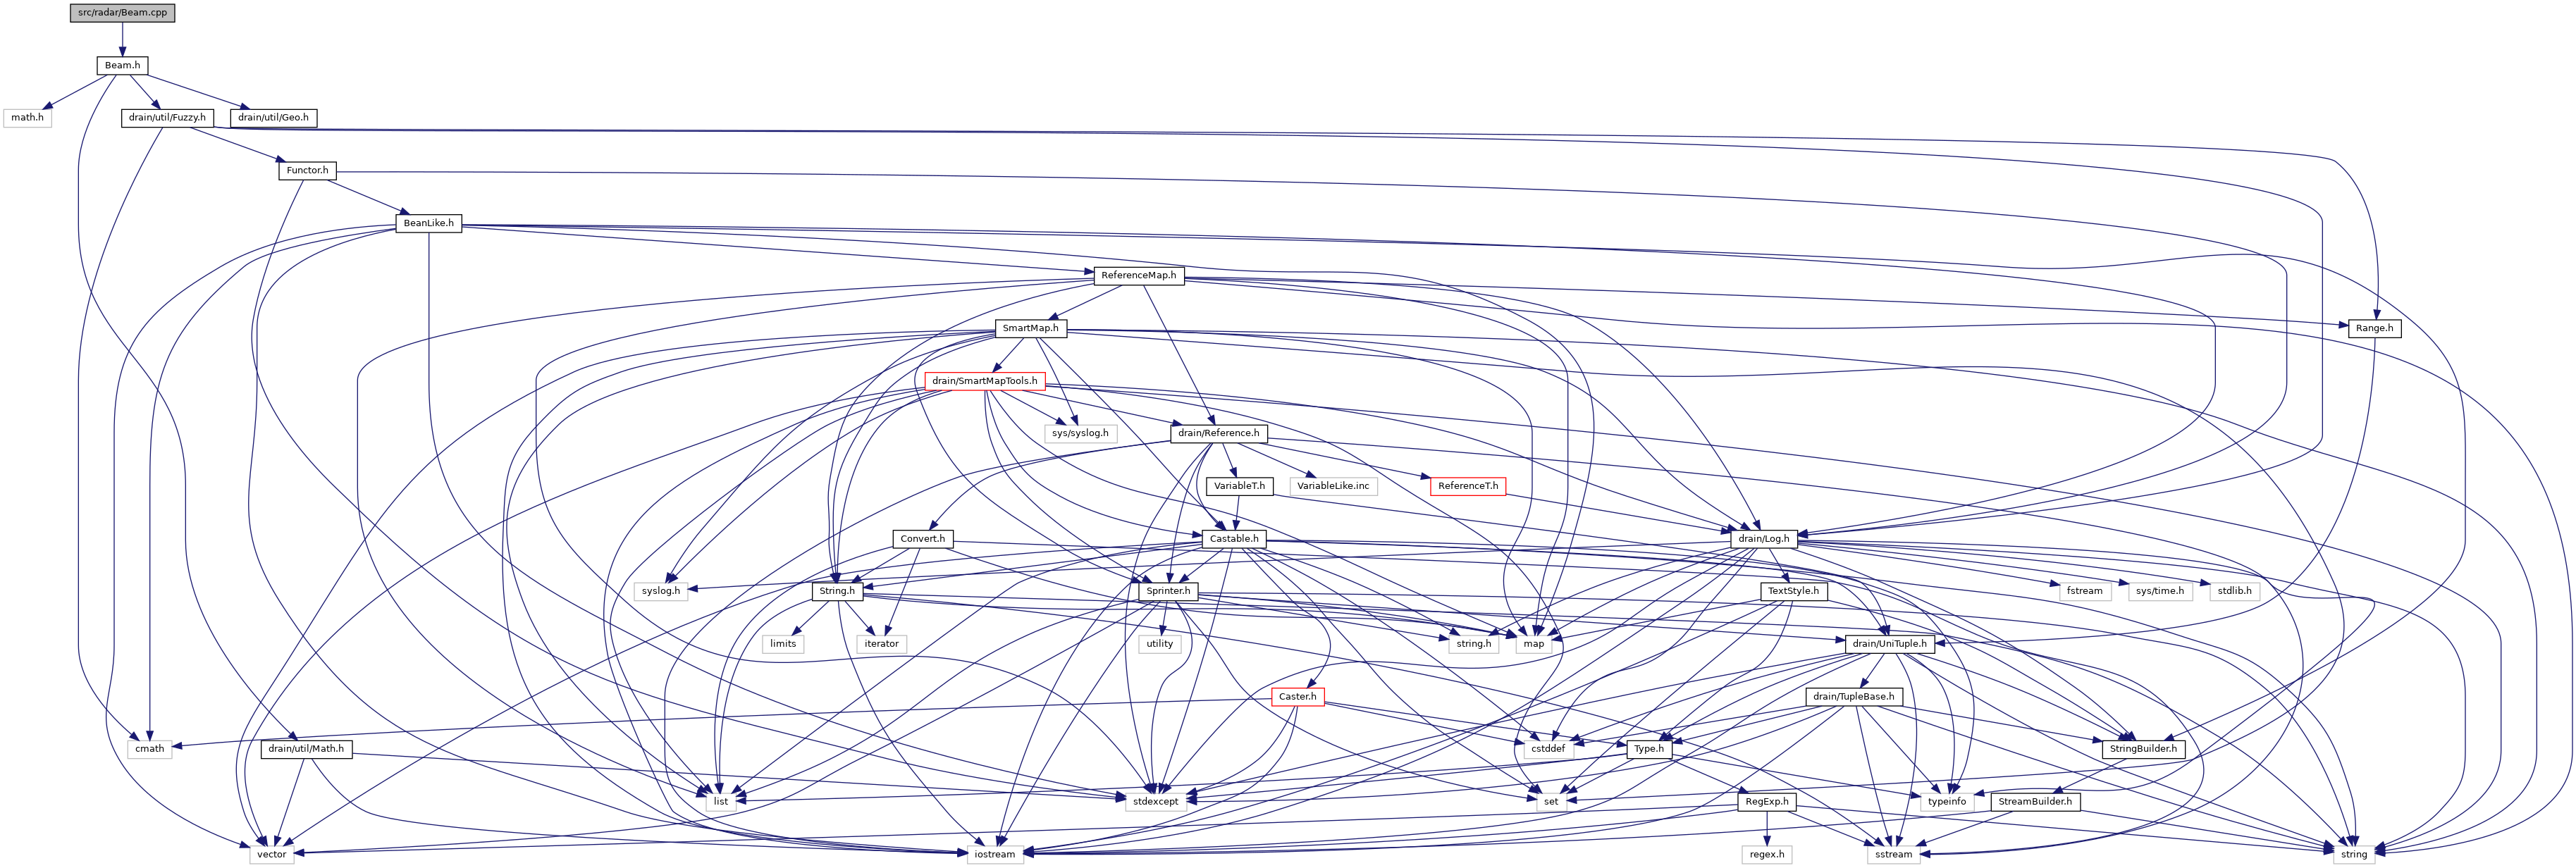 src/radar/Beam.cpp
Beam.h
math.h
drain/util/Fuzzy.h
drain/util/Geo.h
Functor.h
BeanLike.h
ReferenceMap.h
SmartMap.h
Range.h
drain/SmartMapTools.h
sys/syslog.h
drain/Reference.h
VariableT.h
VariableLike.inc
ReferenceT.h
Convert.h
Castable.h
drain/Log.h
syslog.h
String.h
Sprinter.h
TextStyle.h
fstream
sys/time.h
stdlib.h
limits
iterator
utility
string.h
map
drain/UniTuple.h
Caster.h
drain/TupleBase.h
cmath
drain/util/Math.h
cstddef
Type.h
StringBuilder.h
list
stdexcept
set
RegExp.h
typeinfo
StreamBuilder.h
vector
iostream
regex.h
sstream
string